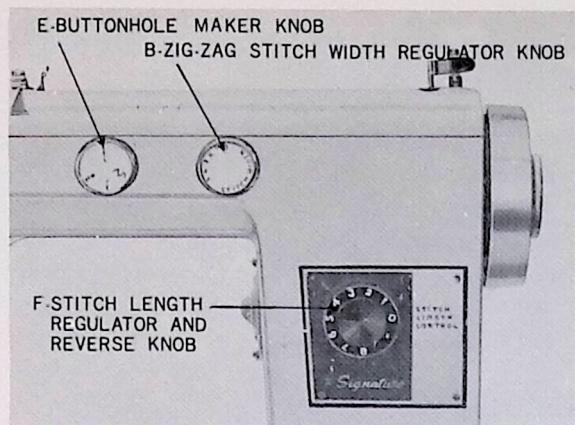 E-BUTTONHOLE MAKER KNOB
B-ZIG-ZAG STITCH WIDTH REGULATOR KNOB
F-STITCH LENGTH
REGULATOR AND
REVERSE KNOB
STITCH
LENGTH
CONTROL
Signature